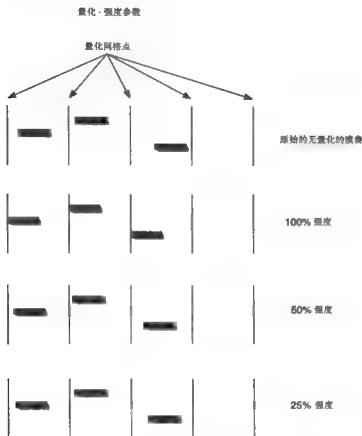 量化 - 强度参数
量化网格点
原始的无量化的演奏
100% 强度
50% 强度
25% 强度